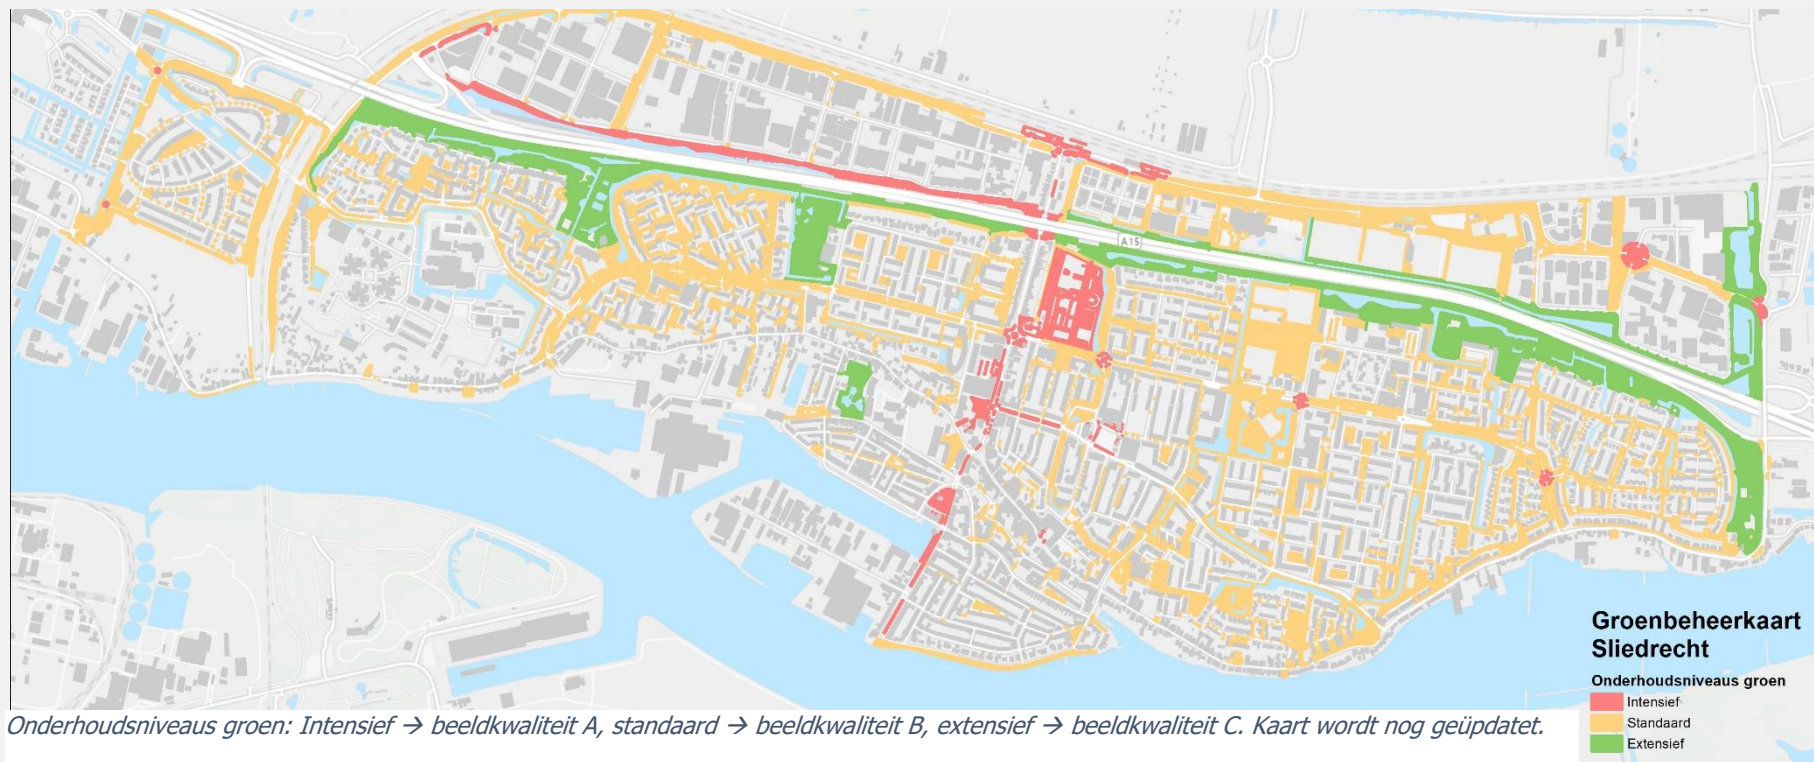 A15
Groenbeheerkaart
Sliedrecht
Onderhoudsniveaus groen
Intensief
Standaard
Extensief
Onderhoudsniveaus groen: Intensief → beeldkwaliteit A, standaard → beeldkwaliteit B, extensief → beeldkwaliteit C. Kaart wordt nog geüpdatet.